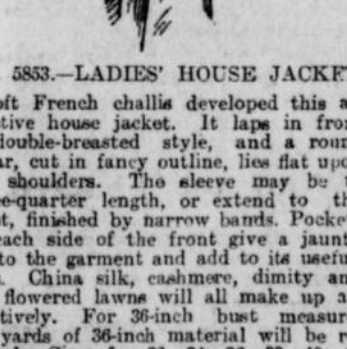 5853.—LADIES' HOUSE JACKE
oft French challis developed this a
tive house jacket. It laps in fron
double-breasted style, and a roun
ar, cut in fancy outline, lies flat upo
shoulders. The sleeve may be
ee-quarter length, or extend to th
t, finished by narrow bands. Pocke
each side of the front give a jaunt
to the garment and add to its usefu
. China silk, cashmere, dimity an
flowered lawns will all make up a
tively. For 36-inch bust measur
yards of 36-inch material will be r